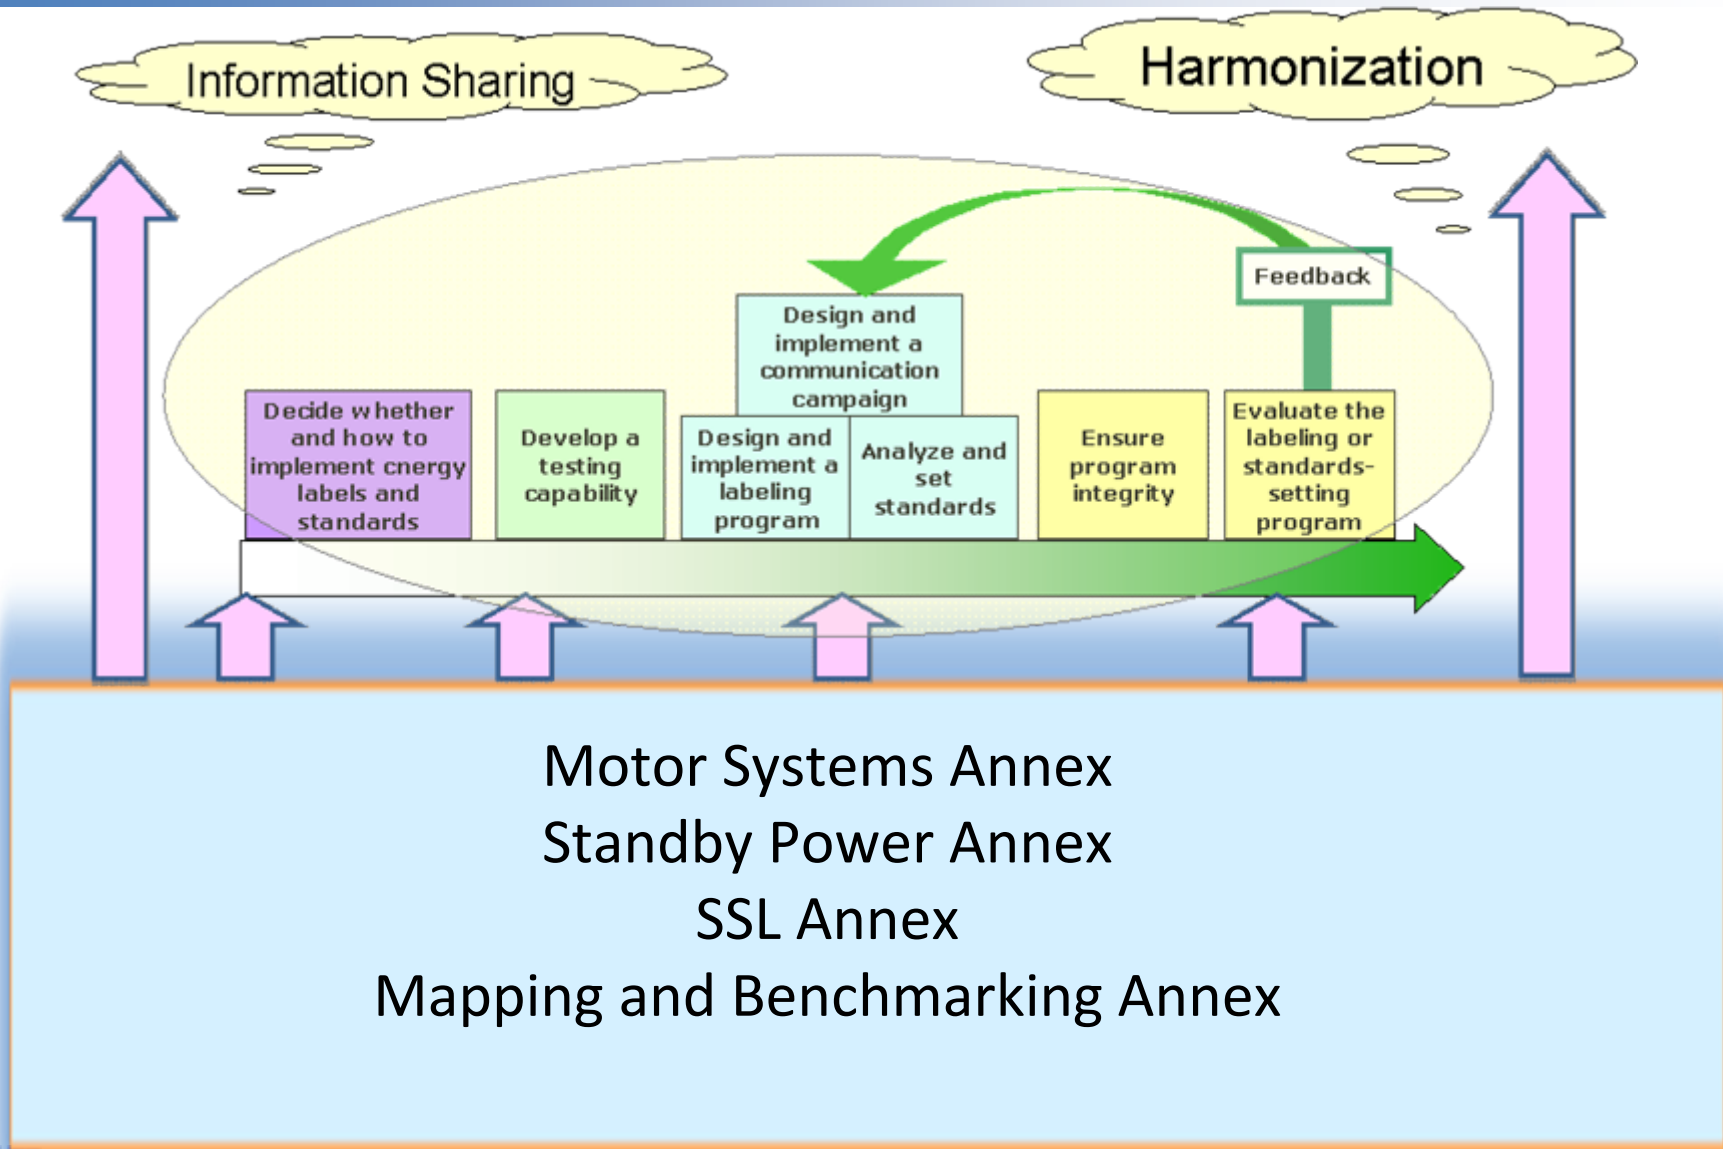 Information Sharing
Harmonization
Feedback
Design and
implement a
communication
campaign
Decide whether
and how to
implement cnergy
labels and
standards
Develop a
testing
capability
Design and
implement a
labeling
program
Analyze and
set
standards
Ensure
program
integrity
Evaluate the
labeling or
standards-
setting
program
Motor Systems Annex
Standby Power Annex
SSL Annex
Mapping and Benchmarking Annex